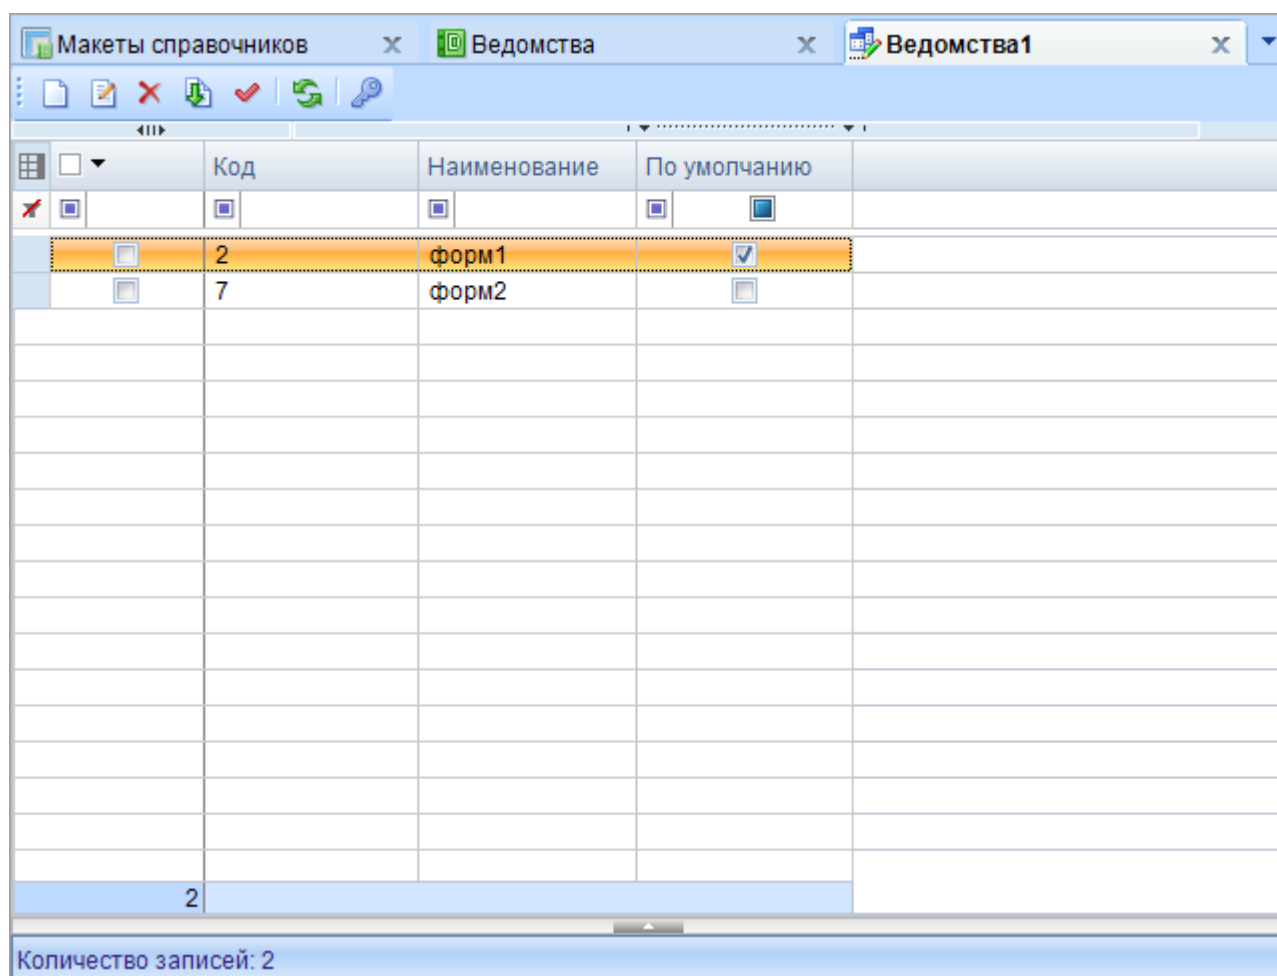 Макеты справочников Ведомства Ведомства1
Код Наименование По умолчанию
2 форм1
7 форм2
2
Количество записей: 2